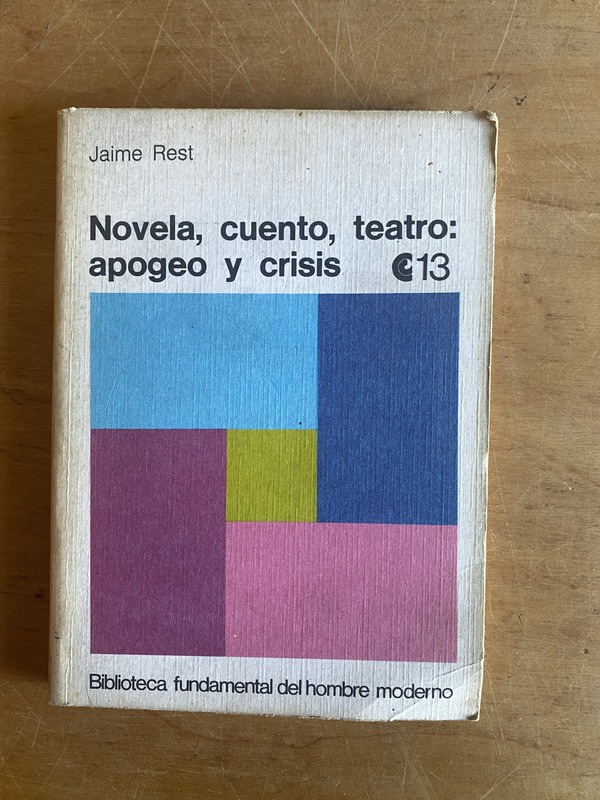 Jaime Rest
Novela, cuento, teatro:
apogeo y crisis 13
Biblioteca fundamental del hombre moderno